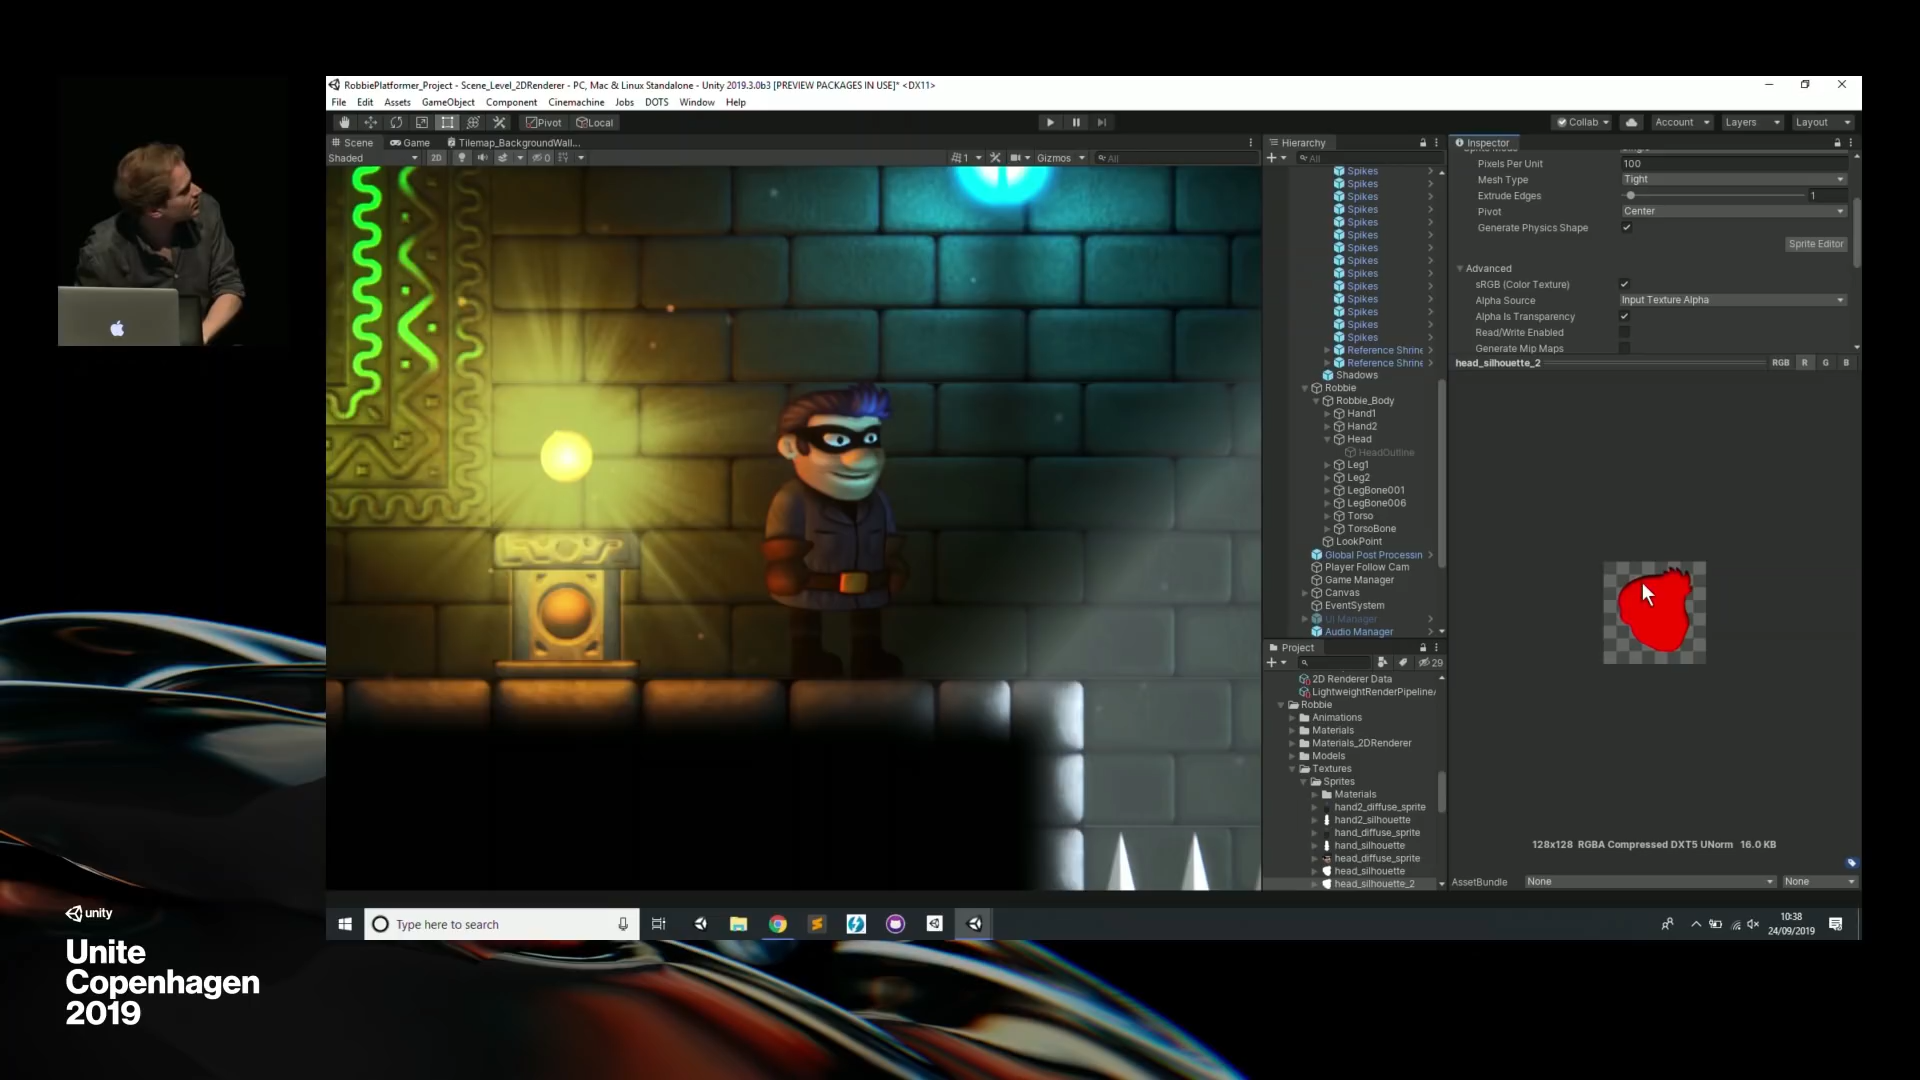 RobbiePlatformer_Project - Scene_Level_2DRenderer - PC, Mac & Linux Standalone - Unity 2019.3.0b3 [PREVIEW PACKAGES IN USE]* <DX11>
File Edit Assets GameObject Component Cinemachine Jobs DOTS Window Help
Pivot Local Collab Account Layers Layout
Scene Game Tilemap_BackgroundWall...
Shaded 2D 0 1 Gizmos All
Hierarchy
All
Spikes
Spikes
Spikes
Spikes
Spikes
Spikes
Spikes
Spikes
Spikes
Spikes
Spikes
Spikes
Spikes
Spikes
Reference Shrine
Reference Shrine
Shadows
Robbie
Robbie_Body
Hand1
Hand2
Head
HeadOutline
Leg1
Leg2
LegBone001
LegBone006
Torso
TorsoBone
LookPoint
Global Post Processin
Player Follow Cam
Game Manager
Canvas
EventSystem
UI Manager
Audio Manager
Project
29
2D Renderer Data
LightweightRenderPipeline/
Robbie
Animations
Materials
Materials_2DRenderer
Models
Textures
Sprites
Materials
hand2_diffuse_sprite
hand2_silhouette
hand_diffuse_sprite
hand_silhouette
head_diffuse_sprite
head_silhouette
head_silhouette_2
Inspector
Pixels Per Unit 100
Mesh Type Tight
Extrude Edges 1
Pivot Center
Generate Physics Shape
Sprite Editor
Advanced
sRGB (Color Texture)
Alpha Source Input Texture Alpha
Alpha Is Transparency
Read/Write Enabled
Generate Mip Maps
head_silhouette_2 RGB R G B
128x128 RGBA Compressed DXT5 UNorm 16.0 KB
AssetBundle None None
Type here to search
10:38
24/09/2019
unity
Unite
Copenhagen
2019